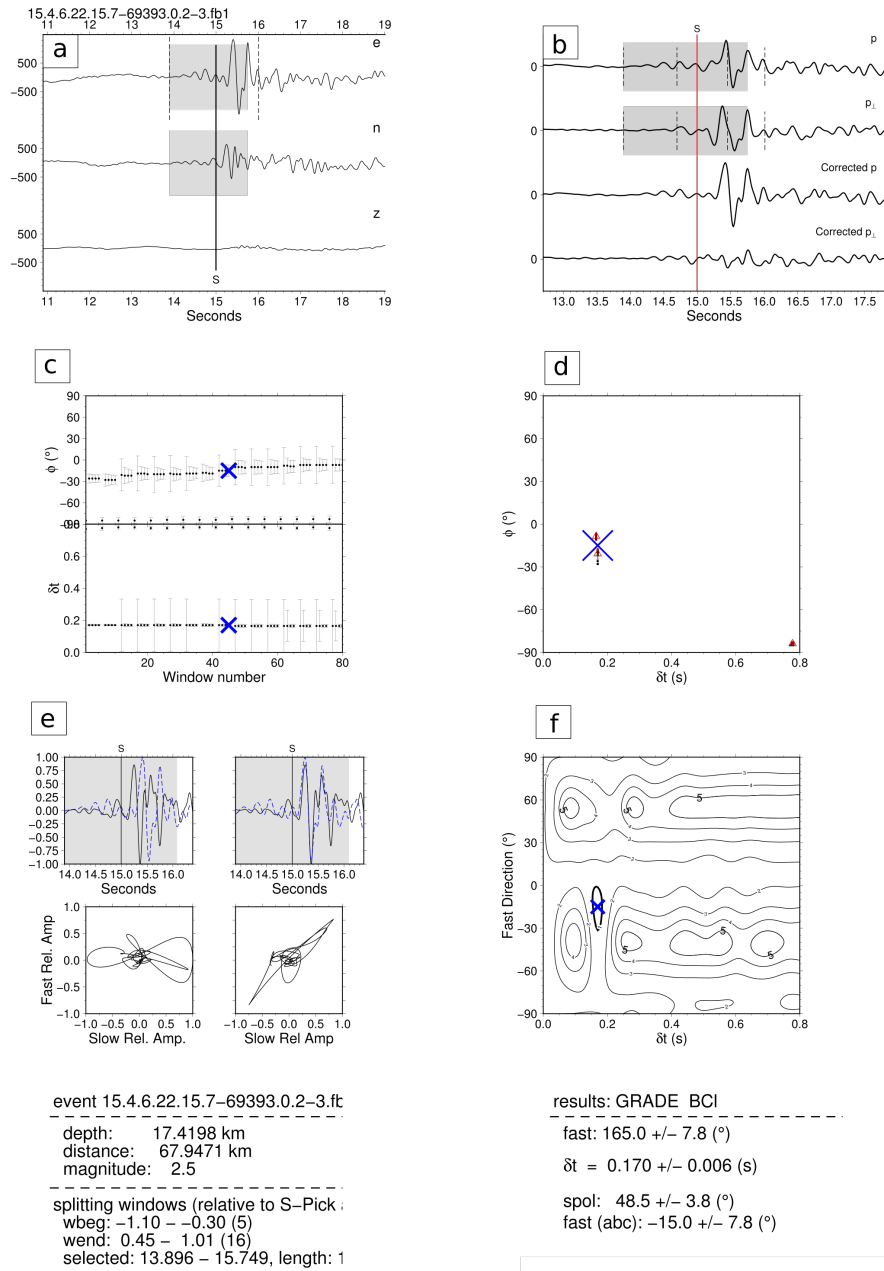 15.4.6.22.15.7−69393.0.2−3.fb1
11 12 13 14 15 16 17 18 19
a
e
500
−500
n
500
−500
z
500
−500
S
11 12 13 14 15 16 17 18 19
Seconds
b
S
p
0
p⊥
0
Corrected p
0
Corrected p⊥
0
13.0 13.5 14.0 14.5 15.0 15.5 16.0 16.5 17.0 17.5
Seconds
c
90
60
30
0
−30
−60
ϕ (°)
0.6
0.4
0.2
0.0
δt
20 40 60 80
Window number
d
90
60
30
0
−30
−60
−90
ϕ (°)
0.0 0.2 0.4 0.6 0.8
δt (s)
e
S
1.00
0.75
0.50
0.25
0.00
−0.25
−0.50
−0.75
−1.00
14.0 14.5 15.0 15.5 16.0
Seconds
S
14.0 14.5 15.0 15.5 16.0
Seconds
1.0
0.5
0.0
−0.5
−1.0
Fast Rel. Amp
−1.0 −0.5 0.0 0.5 1.0
Slow Rel. Amp.
−1.0 −0.5 0.0 0.5 1.0
Slow Rel Amp
f
90
60
30
0
−30
−60
−90
Fast Direction (°)
5 5 5
5 5 5
0.0 0.2 0.4 0.6 0.8
δt (s)
event 15.4.6.22.15.7−69393.0.2−3.fb
depth: 17.4198 km
distance: 67.9471 km
magnitude: 2.5
splitting windows (relative to S−Pick
wbeg: −1.10 − −0.30 (5)
wend: 0.45 − 1.01 (16)
selected: 13.896 − 15.749, length: 1
results: GRADE BCI
fast: 165.0 +/− 7.8 (°)
δt = 0.170 +/− 0.006 (s)
spol: 48.5 +/− 3.8 (°)
fast (abc): −15.0 +/− 7.8 (°)